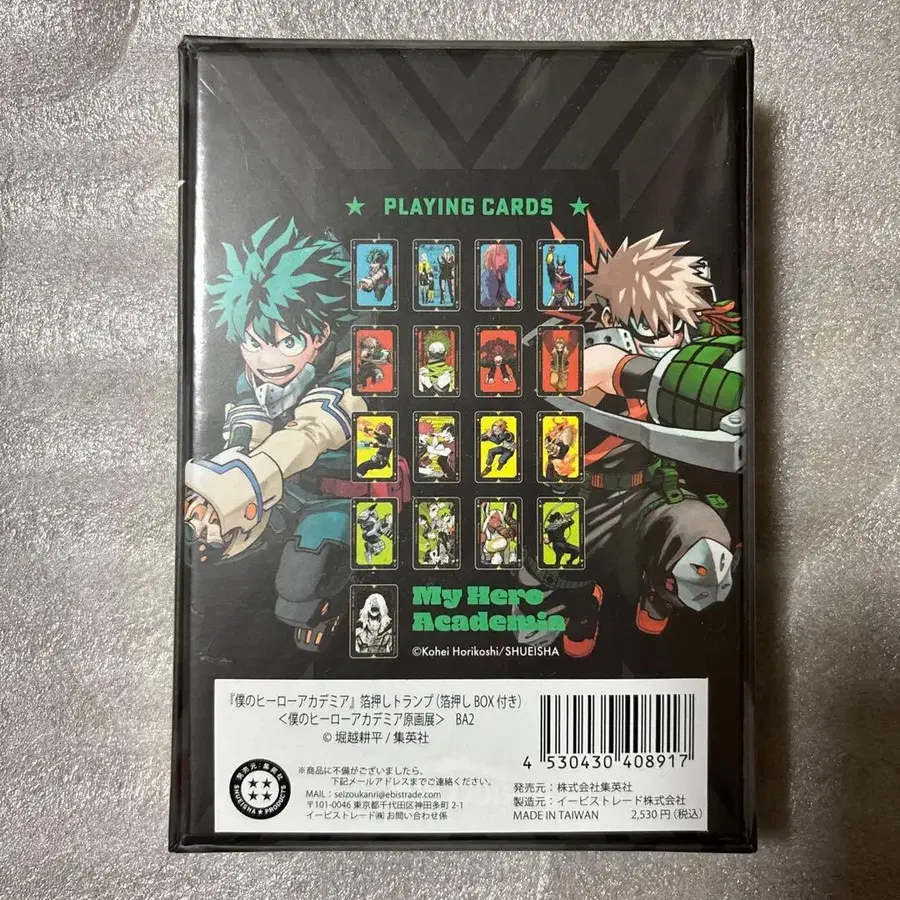 ★ PLAYING CARDS ★
My Hero
Academia
©Kohei Horikoshi/SHUEISHA
『僕のヒーローアカデミア』箔押しトランプ(箔押しBOX付き)
<僕のヒーローアカデミア原画展> BA2
© 堀越耕平 / 集英社
※商品に不備がございましたら、
下記メールアドレスまでご連絡ください。
MAIL:seizoukanri@ebistrade.com
〒101-0046 東京都千代田区神田多町 2-1
イービストレード㈱ お問い合わせ係
発売元:集英社
SHUEISHA★PRODUCTS
4 530430 408917
発売元:株式会社集英社
製造元:イービストレード株式会社
MADE IN TAIWAN 2,530円(税込)